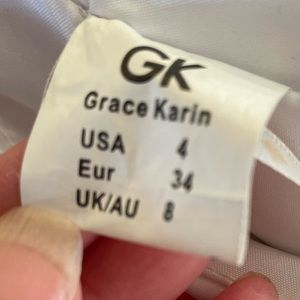 GK
Grace Karin
USA 4
Eur 34
UK/AU 8